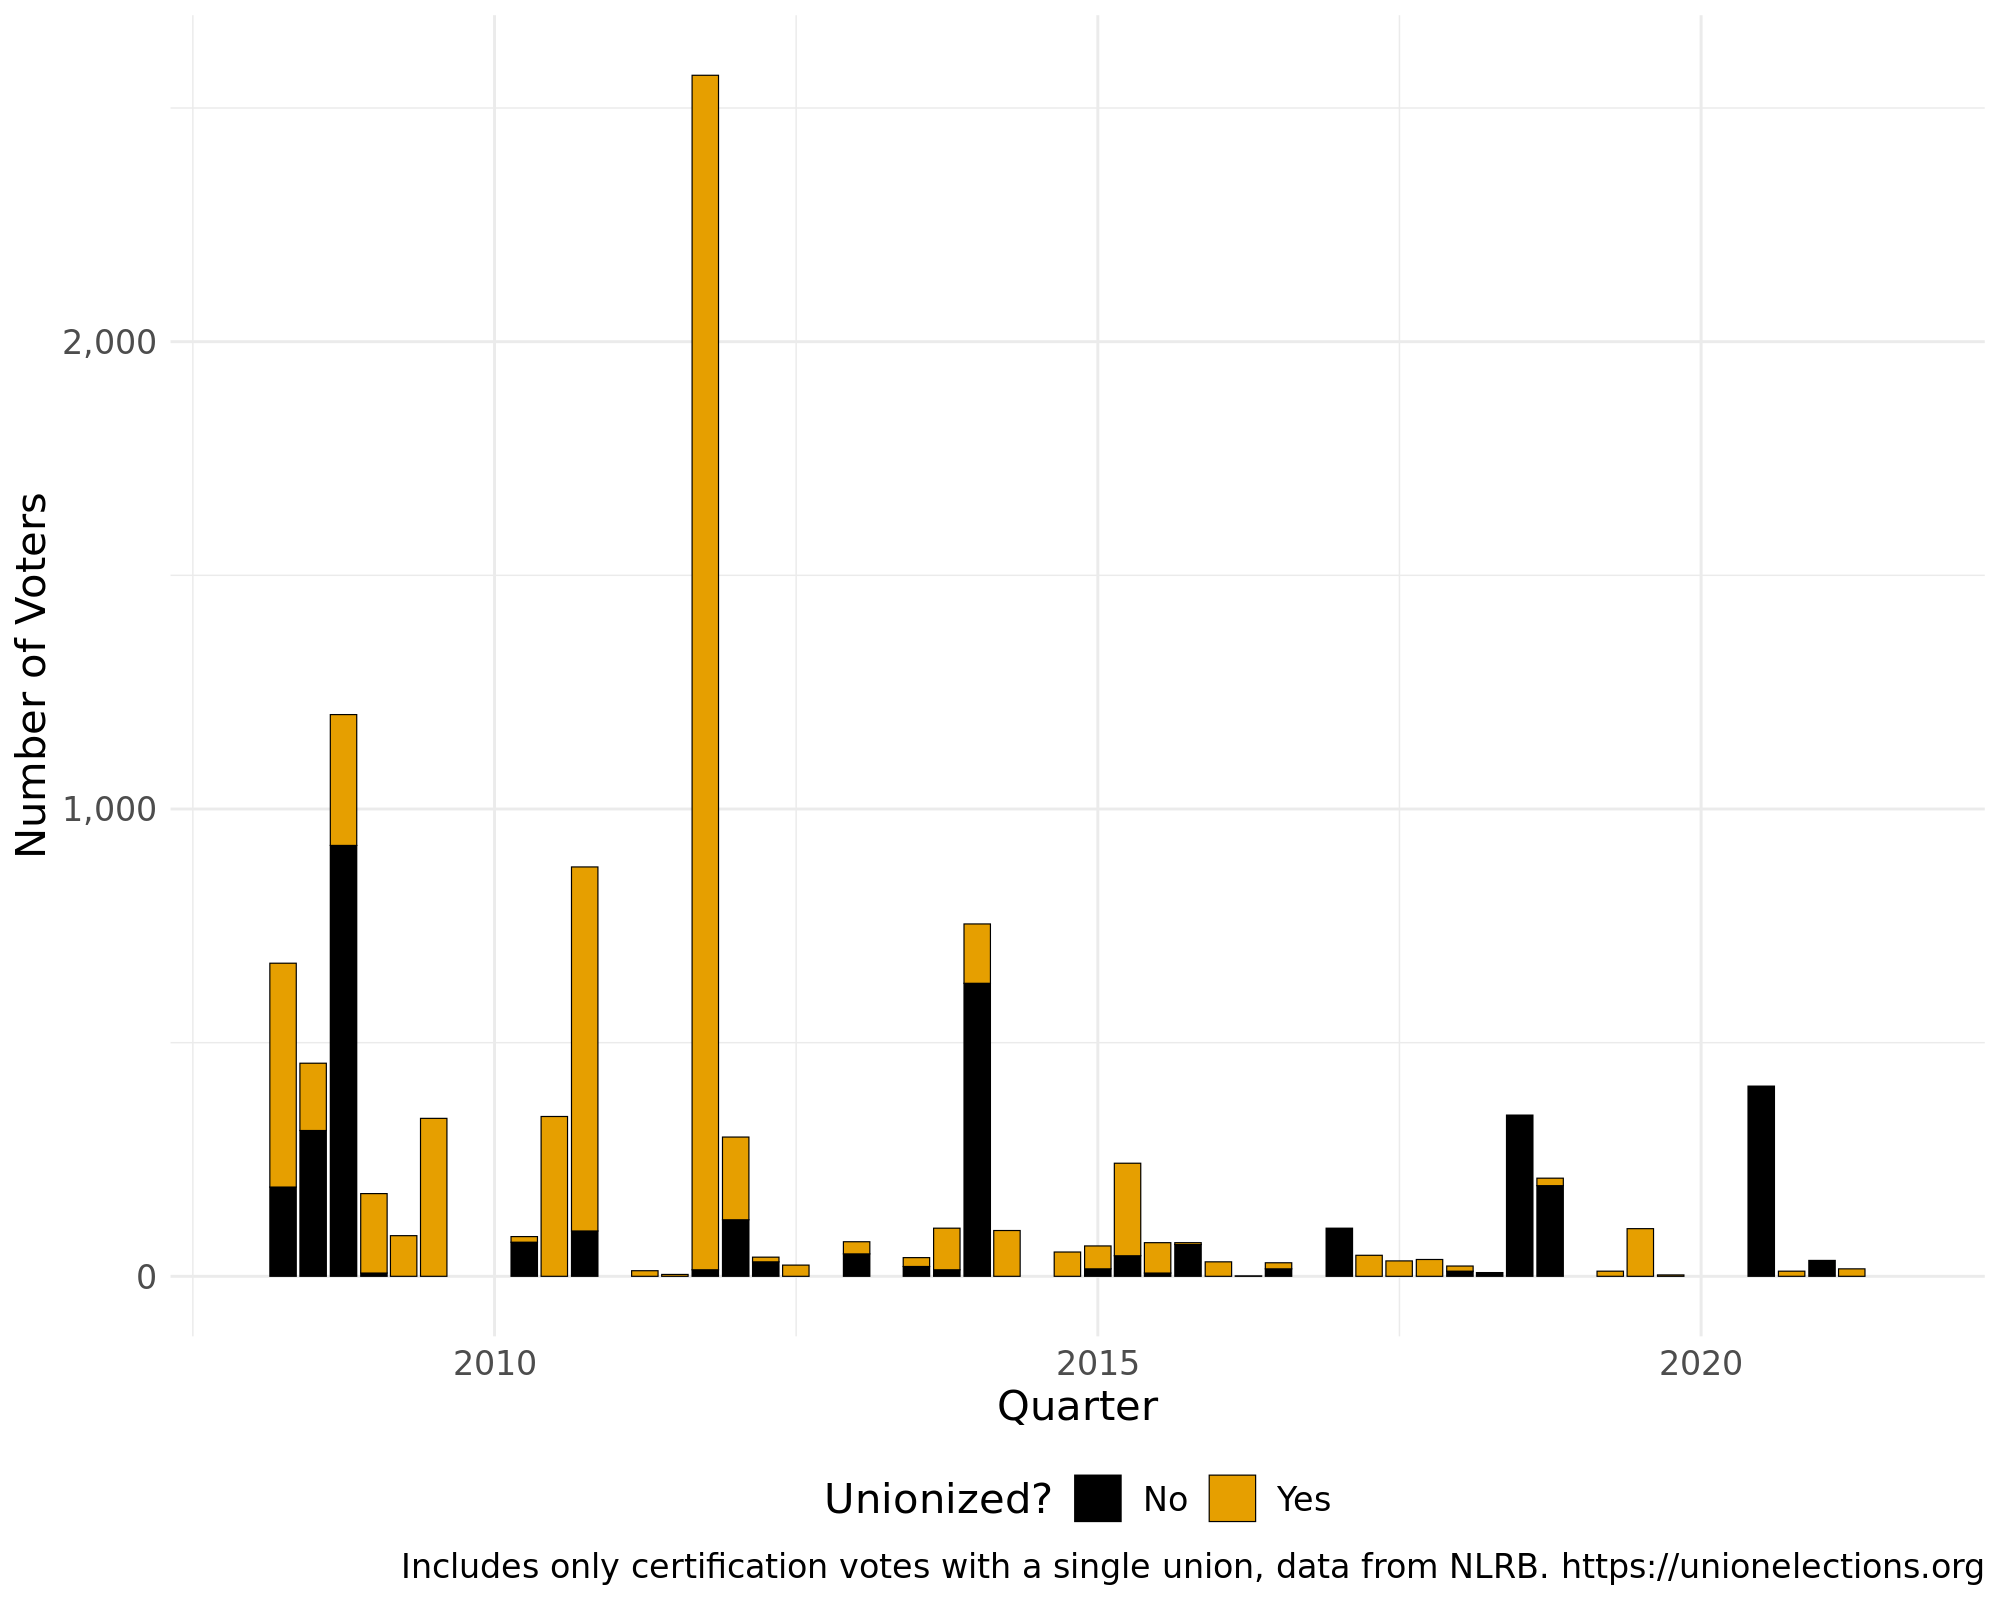 Number of Voters
2,000
1,000
0
2010 2015 2020
Quarter
Unionized? No Yes
Includes only certification votes with a single union, data from NLRB. https://unionelections.org